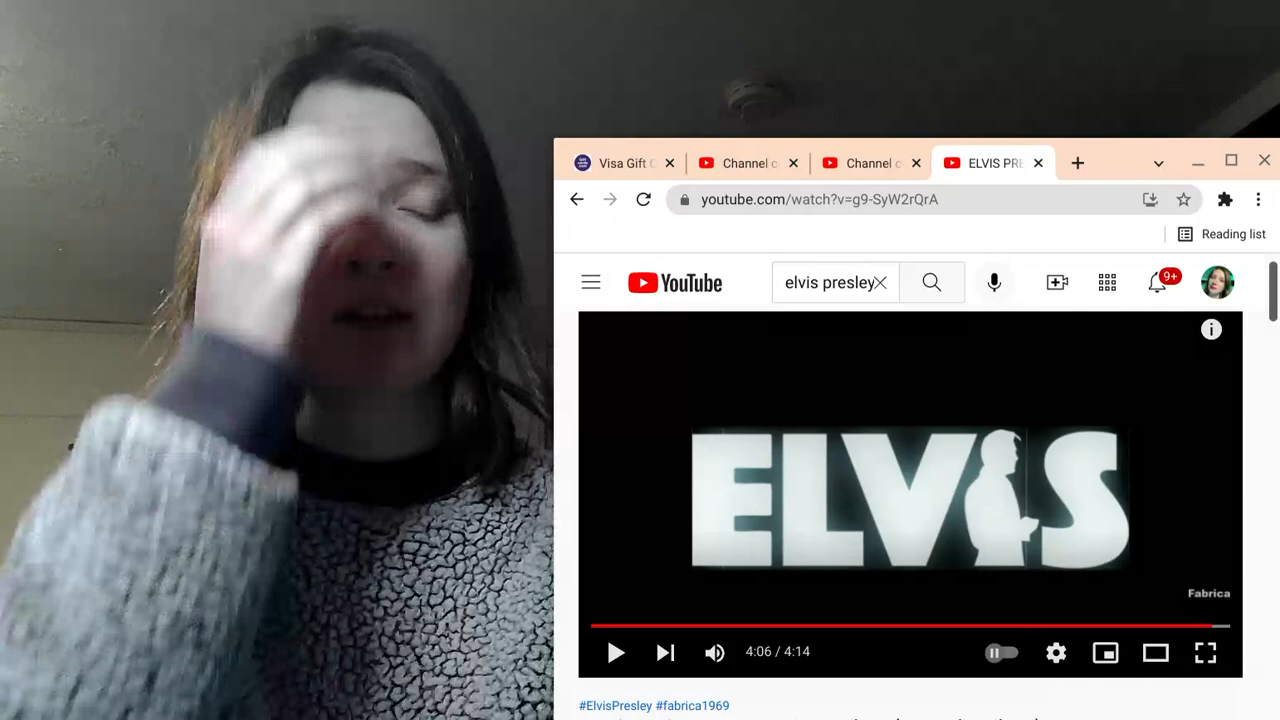 Visa Gift
Channel c
Channel c
ELVIS PRE
youtube.com/watch?v=g9-SyW2rQrA
Reading list
YouTube
elvis presley
9+
i
ELVIS
Fabrica
4:06 / 4:14
#ElvisPresley #fabrica1969